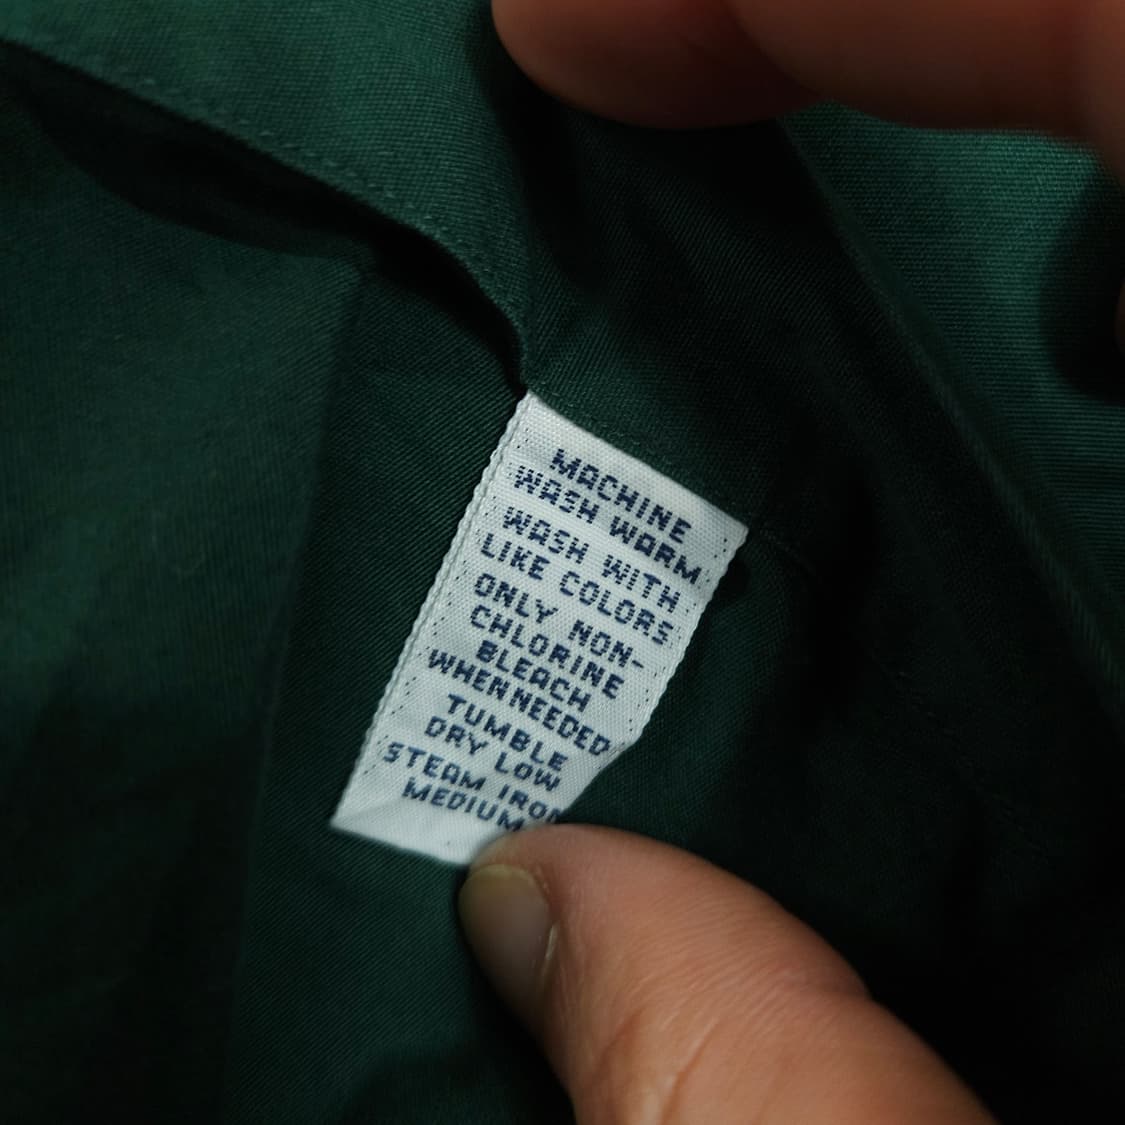 MACHINE
WASH WARM
WASH WITH
LIKE COLORS
ONLY NON-
CHLORINE
BLEACH
WHEN NEEDED
TUMBLE
DRY LOW
STEAM IRON
MEDIUM